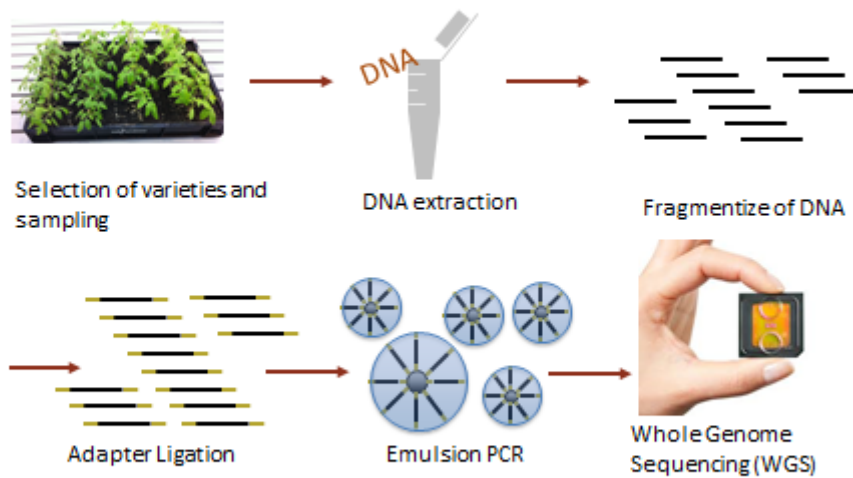 DNA
Selection of varieties and
sampling
DNA extraction
Fragmentize of DNA
Adapter Ligation
Emulsion PCR
Whole Genome
Sequencing (WGS)